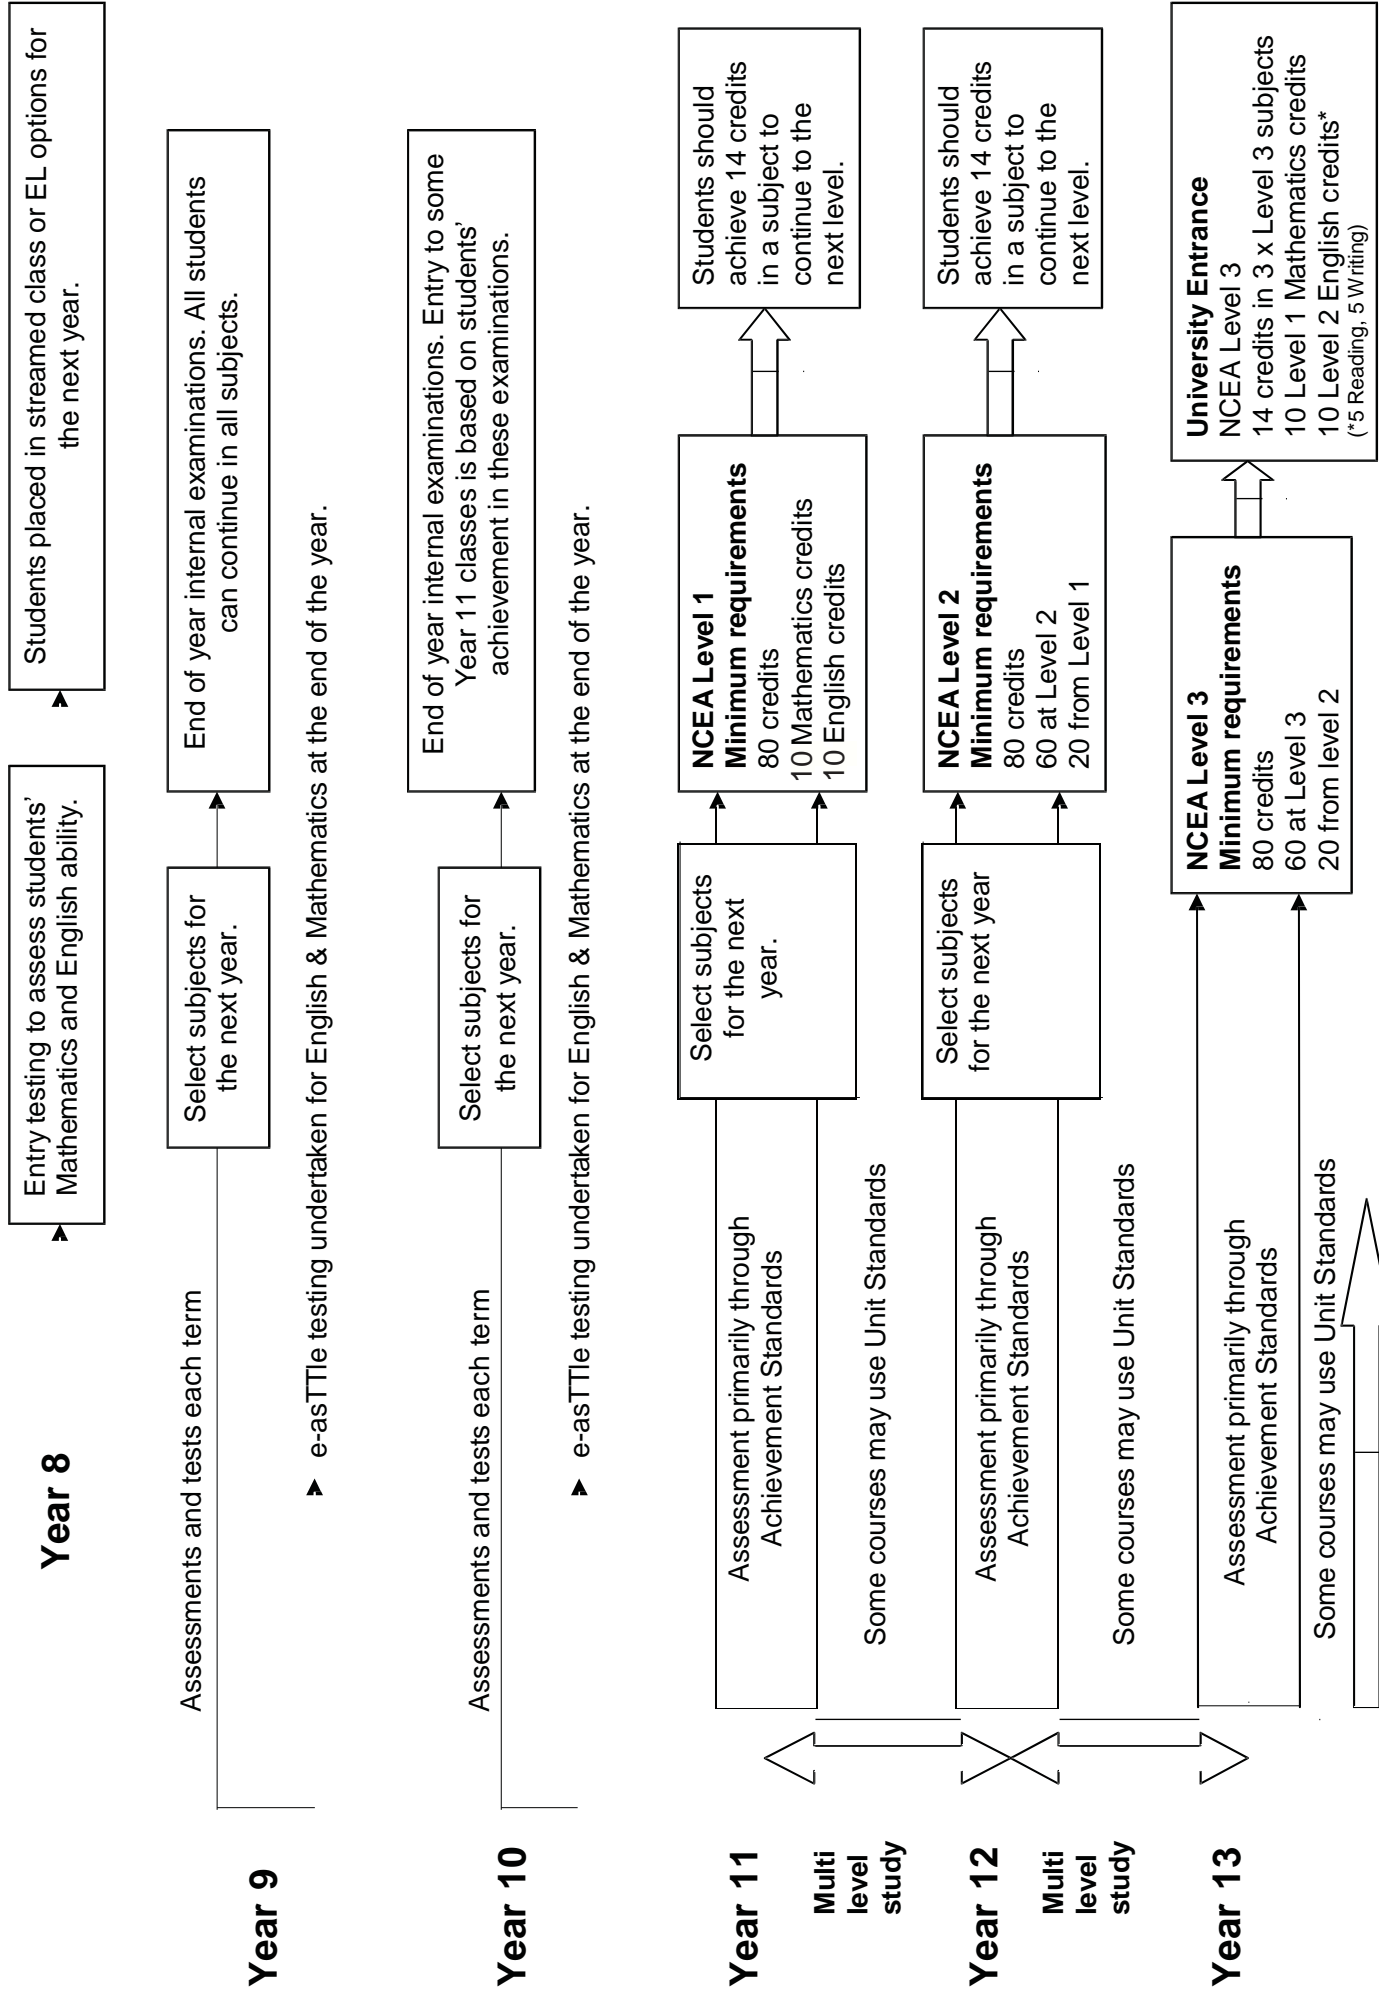 Year 8
Entry testing to assess students’
Mathematics and English ability.
Students placed in streamed class or EL options for
the next year.
Year 9
Assessments and tests each term
Select subjects for
the next year.
End of year internal examinations. All students
can continue in all subjects.
e-asTTle testing undertaken for English & Mathematics at the end of the year.
Year 10
Assessments and tests each term
Select subjects for
the next year.
End of year internal examinations. Entry to some
Year 11 classes is based on students’
achievement in these examinations.
e-asTTle testing undertaken for English & Mathematics at the end of the year.
Year 11
Assessment primarily through
Achievement Standards
Some courses may use Unit Standards
Select subjects
for the next
year.
NCEA Level 1
Minimum requirements
80 credits
10 Mathematics credits
10 English credits
Students should
achieve 14 credits
in a subject to
continue to the
next level.
Multi
level
study
Year 12
Assessment primarily through
Achievement Standards
Some courses may use Unit Standards
Select subjects
for the next year
NCEA Level 2
Minimum requirements
80 credits
60 at Level 2
20 from Level 1
Students should
achieve 14 credits
in a subject to
continue to the
next level.
Multi
level
study
Year 13
Assessment primarily through
Achievement Standards
Some courses may use Unit Standards
NCEA Level 3
Minimum requirements
80 credits
60 at Level 3
20 from level 2
University Entrance
NCEA Level 3
14 credits in 3 x Level 3 subjects
10 Level 1 Mathematics credits
10 Level 2 English credits*
(*5 Reading, 5 Writing)